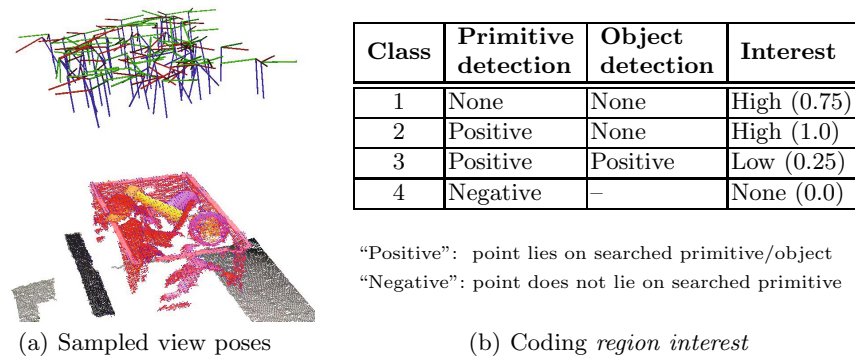 Class Primitive detection Object detection Interest
1 None None High (0.75)
2 Positive None High (1.0)
3 Positive Positive Low (0.25)
4 Negative – None (0.0)
“Positive”: point lies on searched primitive/object
“Negative”: point does not lie on searched primitive
(a) Sampled view poses
(b) Coding region interest